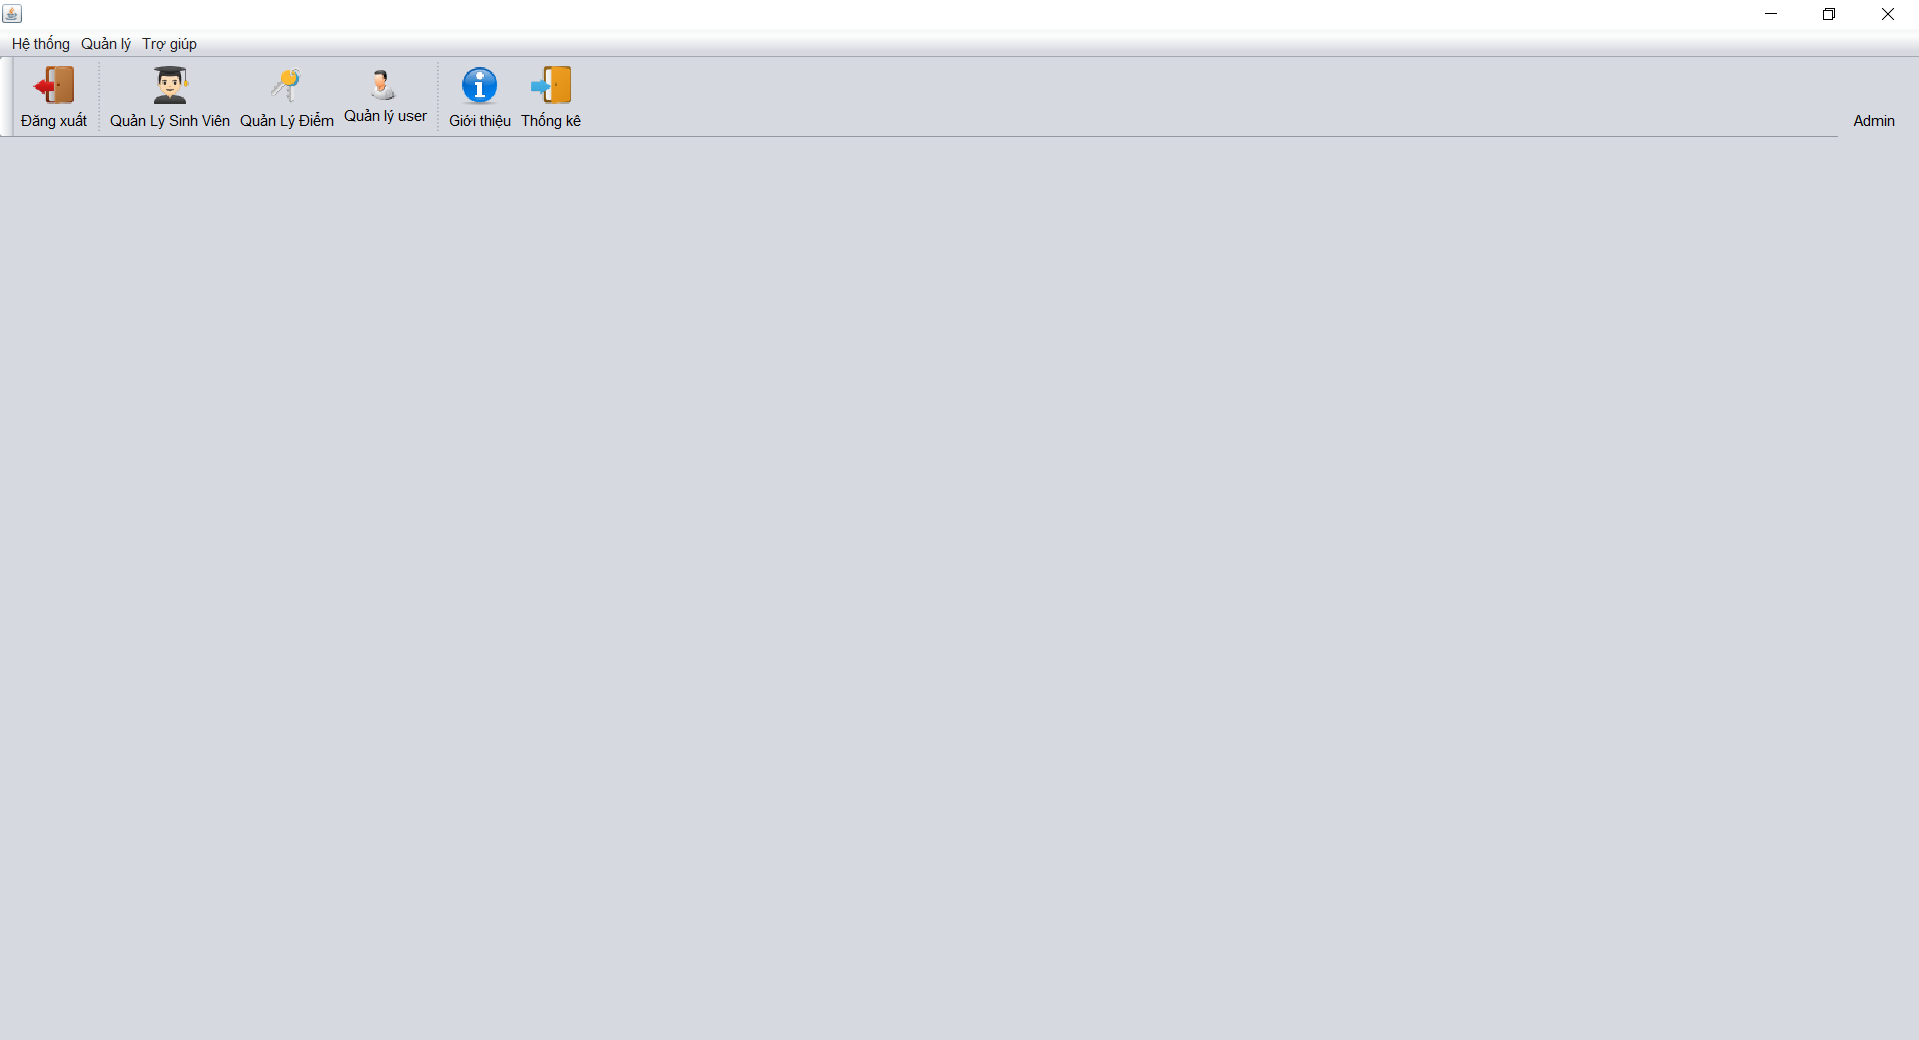 Hệ thống Quản lý Trợ giúp
Đăng xuất Quản Lý Sinh Viên Quản Lý Điểm Quản lý user Giới thiệu Thống kê Admin